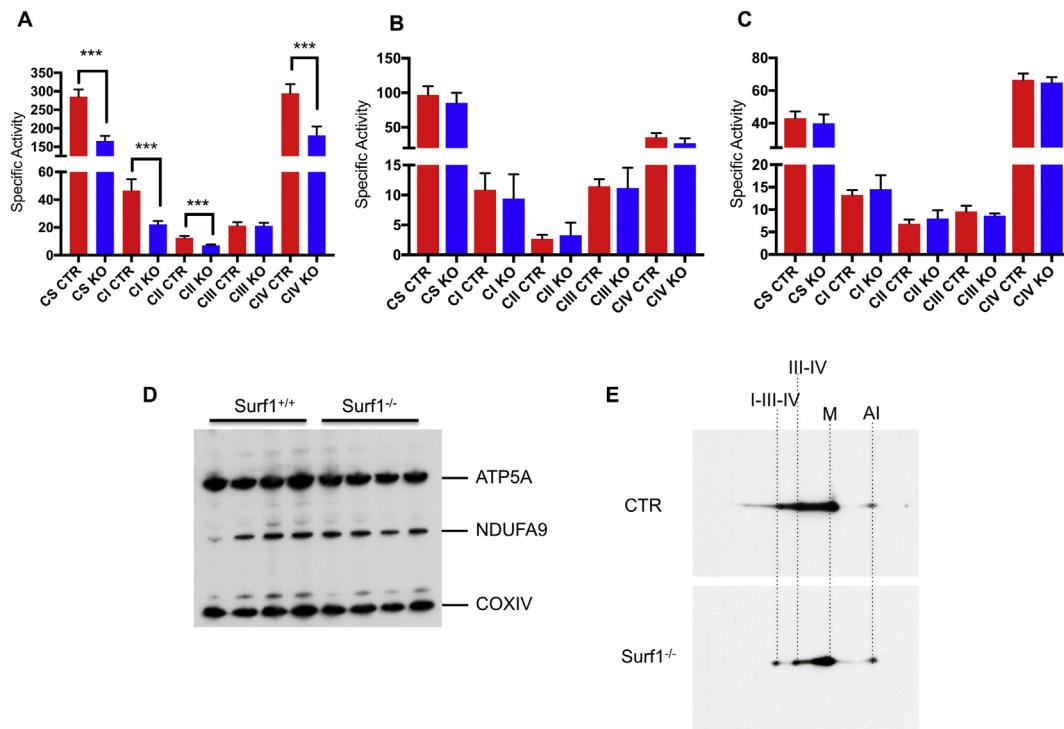 A
***
***
***
***
Specific Activity
350
300
250
200
150
100
60
40
20
0
CS CTR
CS KO
CI CTR
CI KO
CII CTR
CII KO
CIII CTR
CIII KO
CIV CTR
CIV KO
B
Specific Activity
150
100
50
15
10
5
0
CS CTR
CS KO
CI CTR
CI KO
CII CTR
CII KO
CIII CTR
CIII KO
CIV CTR
CIV KO
C
Specific Activity
80
60
40
20
15
10
5
0
CS CTR
CS KO
CI CTR
CI KO
CII CTR
CII KO
CIII CTR
CIII KO
CIV CTR
CIV KO
D
Surf1+/+
Surf1-/-
ATP5A
NDUFA9
COXIV
E
III-IV
I-III-IV
M
AI
CTR
Surf1-/-